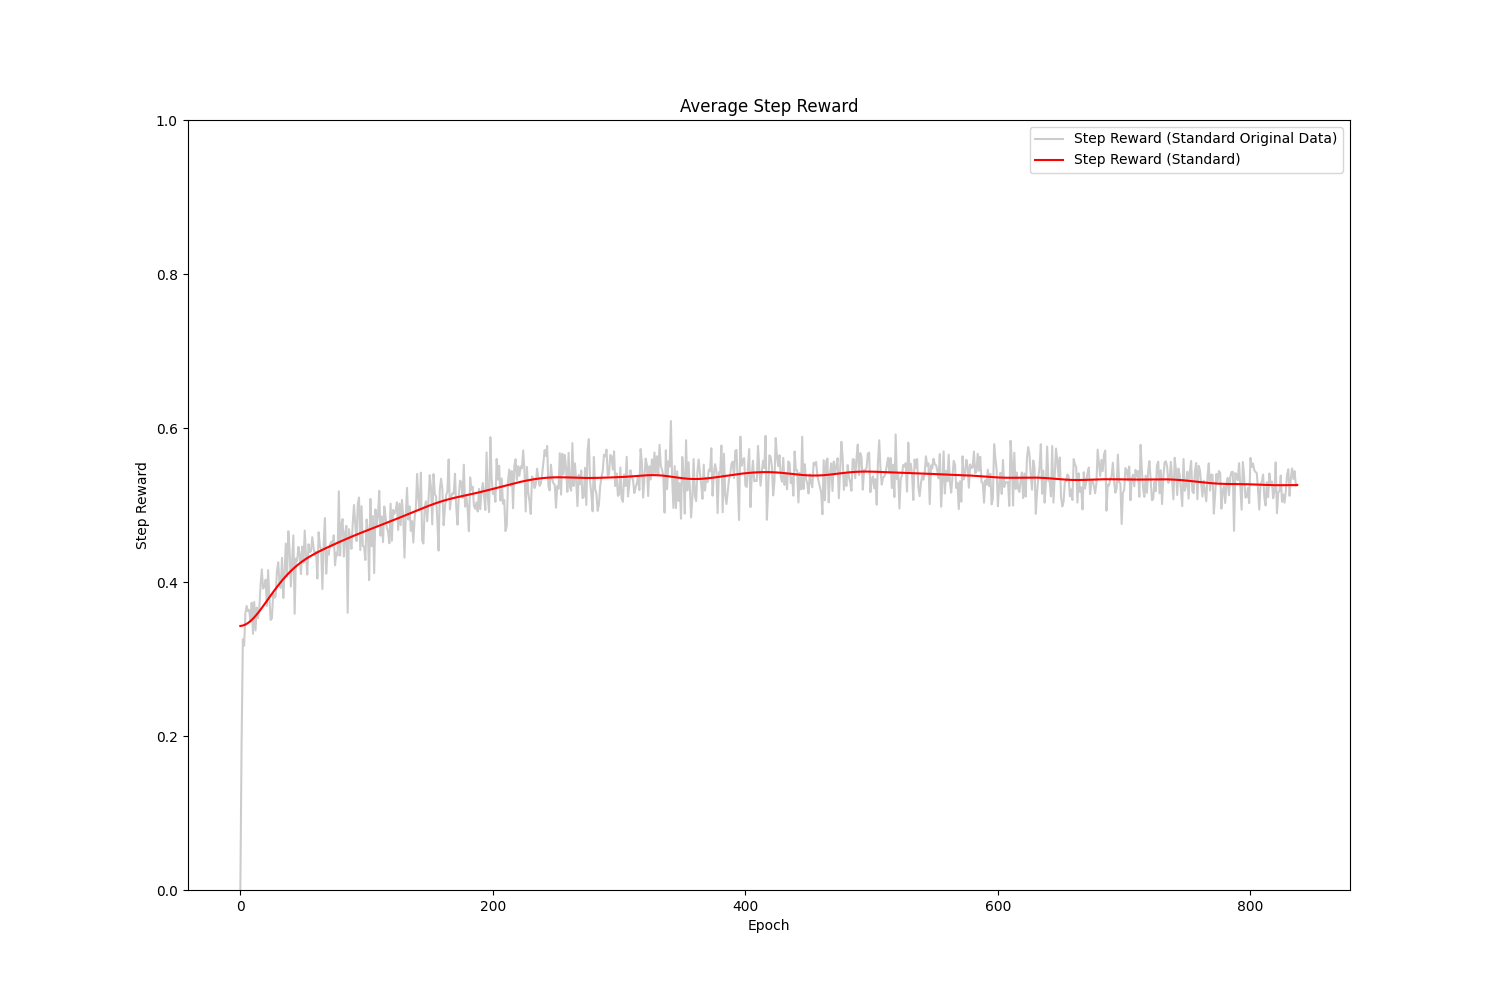 Average Step Reward
Step Reward (Standard Original Data)
Step Reward (Standard)
Step Reward
1.0
0.8
0.6
0.4
0.2
0.0
0
200
400
600
800
Epoch